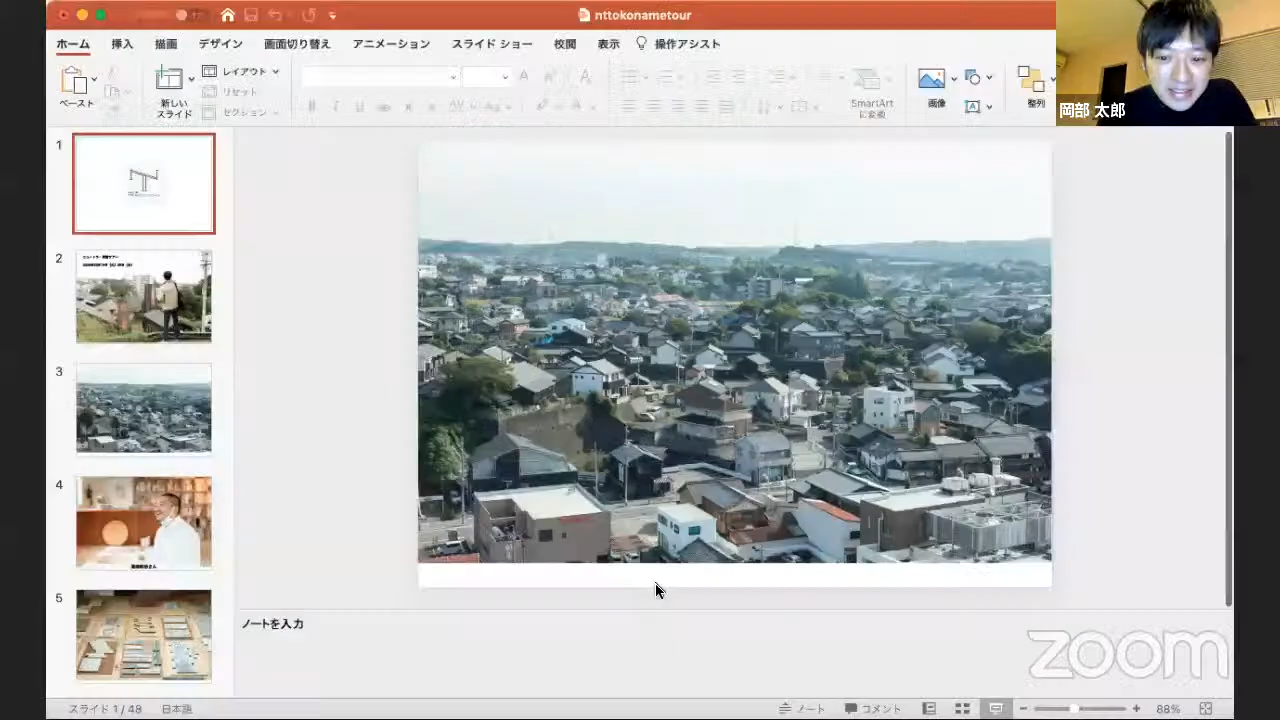 nttokonametour
ホーム 挿入 描画 デザイン 画面切り替え アニメーション スライド ショー 校閲 表示 操作アシスト
ペースト
新しい
スライド
レイアウト
リセット
セクション
SmartArt
に変換
画像
整列
岡部 太郎
1
2
3
4
5
ノートを入力
zoom
スライド 1 / 48 日本語 ノート コメント 88%